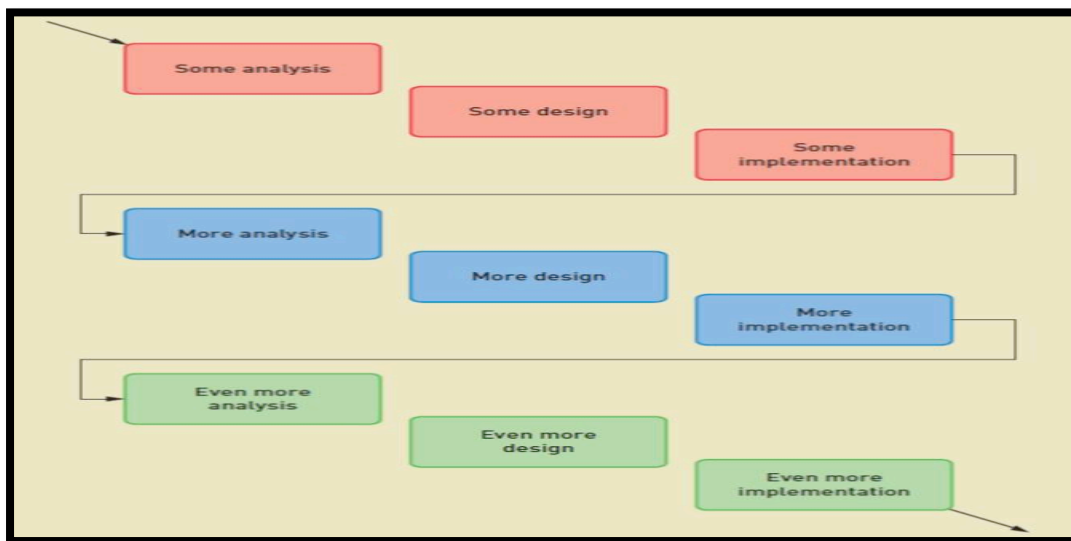 Some analysis
Some design
Some
implementation
More analysis
More design
More
implementation
Even more
analysis
Even more
design
Even more
implementation